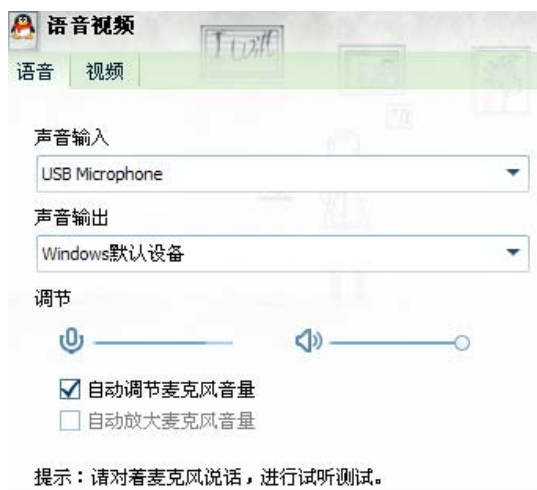 语音视频
I will
语音 视频
声音输入
USB Microphone
声音输出
Windows默认设备
调节
自动调节麦克风音量
自动放大麦克风音量
提示：请对着麦克风说话，进行试听测试。